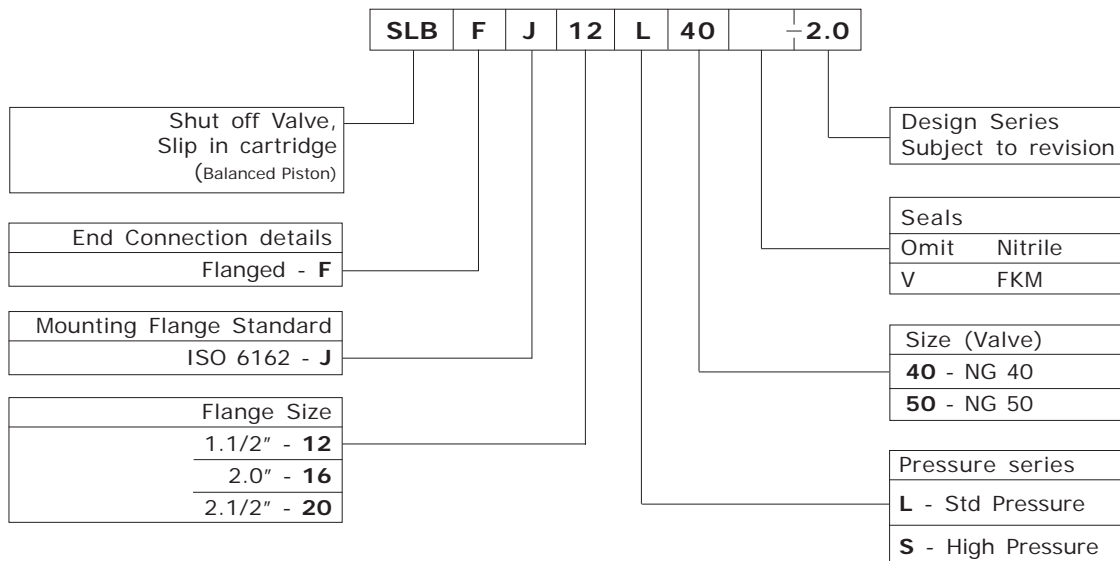 SLB F J 12 L 40 -2.0
Shut off Valve,
Slip in cartridge
(Balanced Piston)
End Connection details
Flanged - F
Mounting Flange Standard
ISO 6162 - J
Flange Size
1.1/2" - 12
2.0" - 16
2.1/2" - 20
Design Series
Subject to revision
Seals
Omit Nitrile
V FKM
Size (Valve)
40 - NG 40
50 - NG 50
Pressure series
L - Std Pressure
S - High Pressure